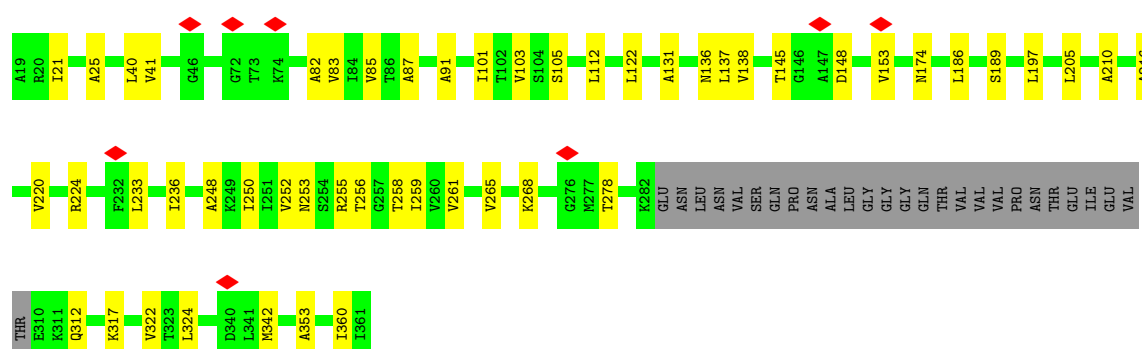 A19 R20 I21 A25 L40 V41 G46 G72 T73 K74 A82 V83 I84 V85 T86 A87 A91 I101 T102 V103 S104 S105 L112 L122 A131 N136 L137 V138 T145 G146 A147 D148 V153 N174 L186 S189 L197 L205 A210
V220 R224 F232 L233 I236 A248 K249 I250 I251 V252 N253 S254 R255 T256 G257 T258 I259 V260 V261 V265 K268 G276 M277 T278 K282 GLU ASN LEU ASN VAL SER GLN PRO ASN ALA LEU GLY GLY GLY GLN THR VAL VAL VAL PRO ASN THR GLU ILE GLU VAL
THR E310 K311 Q312 K317 V322 T323 L324 D340 L341 M342 A353 I360 I361